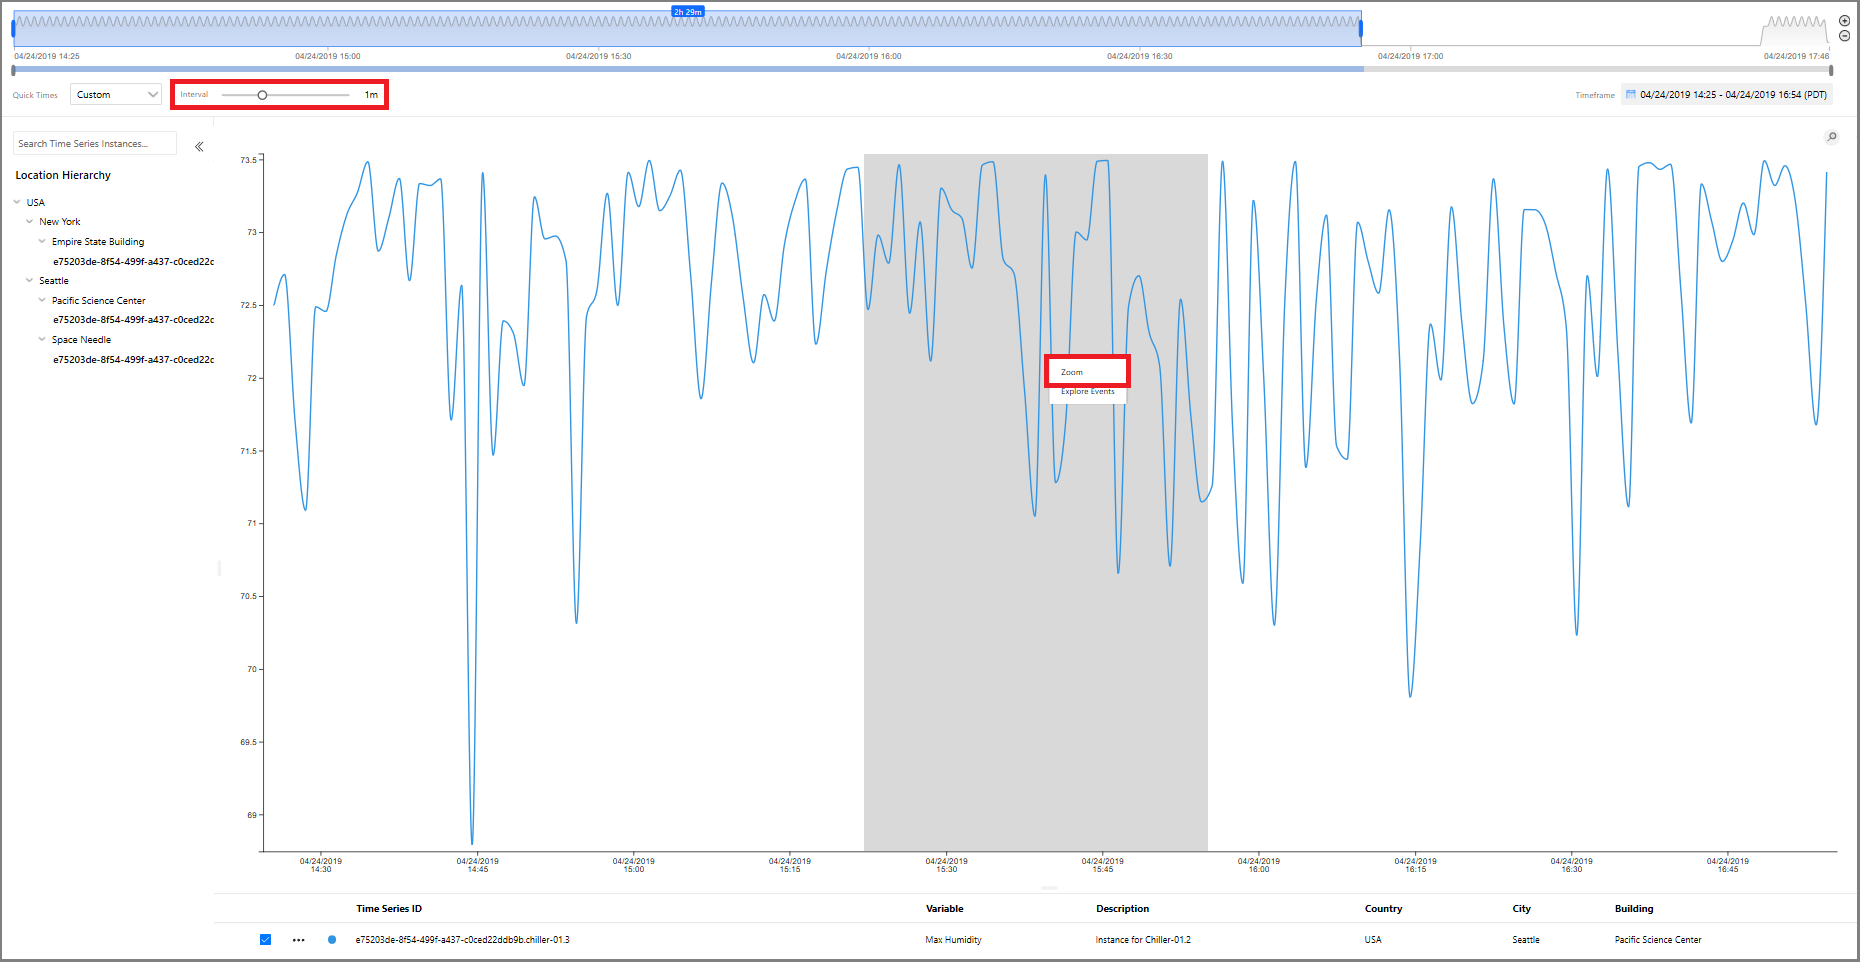 2h 29m
04/24/2019 14:25
04/24/2019 15:00
04/24/2019 15:30
04/24/2019 16:00
04/24/2019 16:30
04/24/2019 17:00
04/24/2019 17:46
Quick Times
Custom
Interval
1m
Timeframe
04/24/2019 14:25 - 04/24/2019 16:54 (PDT)
Search Time Series Instances...
Location Hierarchy
USA
New York
Empire State Building
e75203de-8f54-499f-a437-c0ced22c
Seattle
Pacific Science Center
e75203de-8f54-499f-a437-c0ced22c
Space Needle
e75203de-8f54-499f-a437-c0ced22c
73.5
73
72.5
72
71.5
71
70.5
70
69.5
69
Zoom
Explore Events
04/24/2019
14:30
04/24/2019
14:45
04/24/2019
15:00
04/24/2019
15:15
04/24/2019
15:30
04/24/2019
15:45
04/24/2019
16:00
04/24/2019
16:15
04/24/2019
16:30
04/24/2019
16:45
Time Series ID Variable Description Country City Building
e75203de-8f54-499f-a437-c0ced22ddb9b.chiller-01.3 Max Humidity Instance for Chiller-01.2 USA Seattle Pacific Science Center